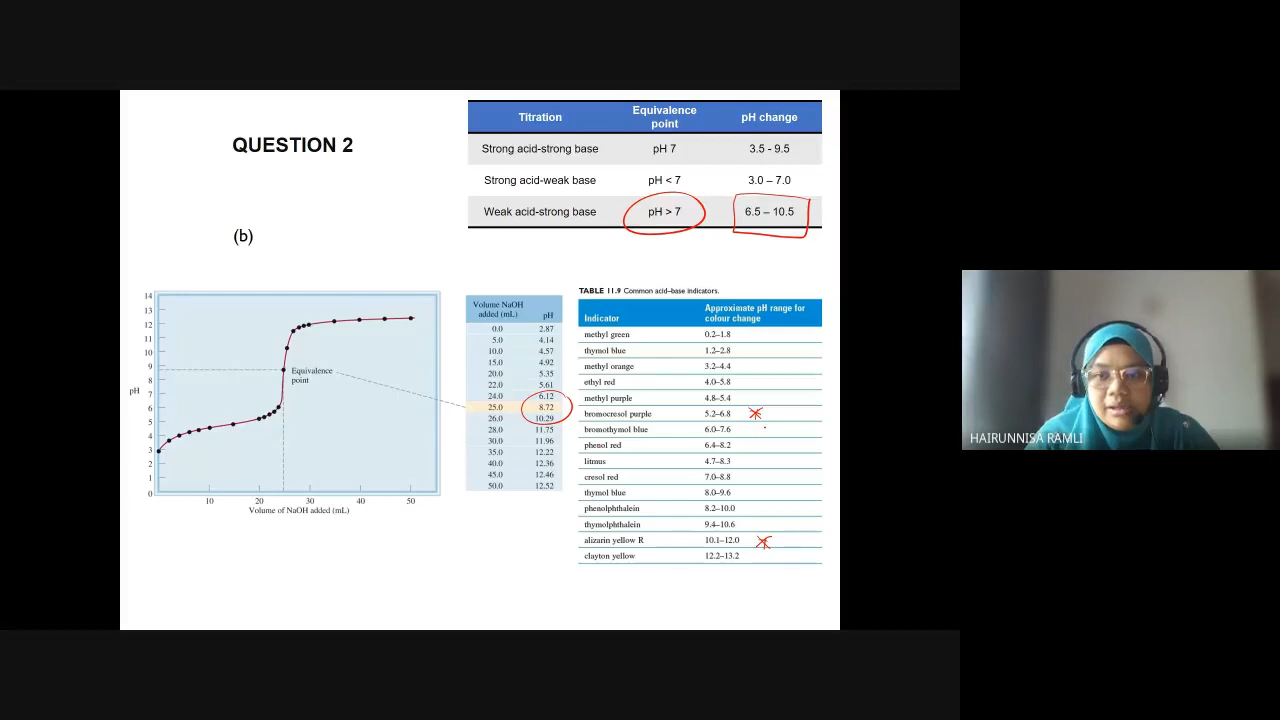 Titration Equivalence point pH change
QUESTION 2
Strong acid-strong base pH 7 3.5 - 9.5
Strong acid-weak base pH < 7 3.0 – 7.0
Weak acid-strong base pH > 7 6.5 – 10.5
(b)
14
13
12
11
10
9
8
7
6
5
4
3
2
1
0
pH
Equivalence
point
10 20 30 40 50
Volume of NaOH added (mL)
Volume NaOH
added (mL) pH
0.0 2.87
5.0 4.14
10.0 4.57
15.0 4.92
20.0 5.35
22.0 5.61
24.0 6.12
25.0 8.72
26.0 10.29
28.0 11.75
30.0 11.96
35.0 12.22
40.0 12.36
45.0 12.46
50.0 12.52
TABLE 11.9 Common acid–base indicators.
Indicator Approximate pH range for colour change
methyl green 0.2–1.8
thymol blue 1.2–2.8
methyl orange 3.2–4.4
ethyl red 4.0–5.8
methyl purple 4.8–5.4
bromocresol purple 5.2–6.8
bromothymol blue 6.0–7.6
phenol red 6.4–8.2
litmus 4.7–8.3
cresol red 7.0–8.8
thymol blue 8.0–9.6
phenolphthalein 8.2–10.0
thymolphthalein 9.4–10.6
alizarin yellow R 10.1–12.0
clayton yellow 12.2–13.2
HAIRUNNISA RAMLI